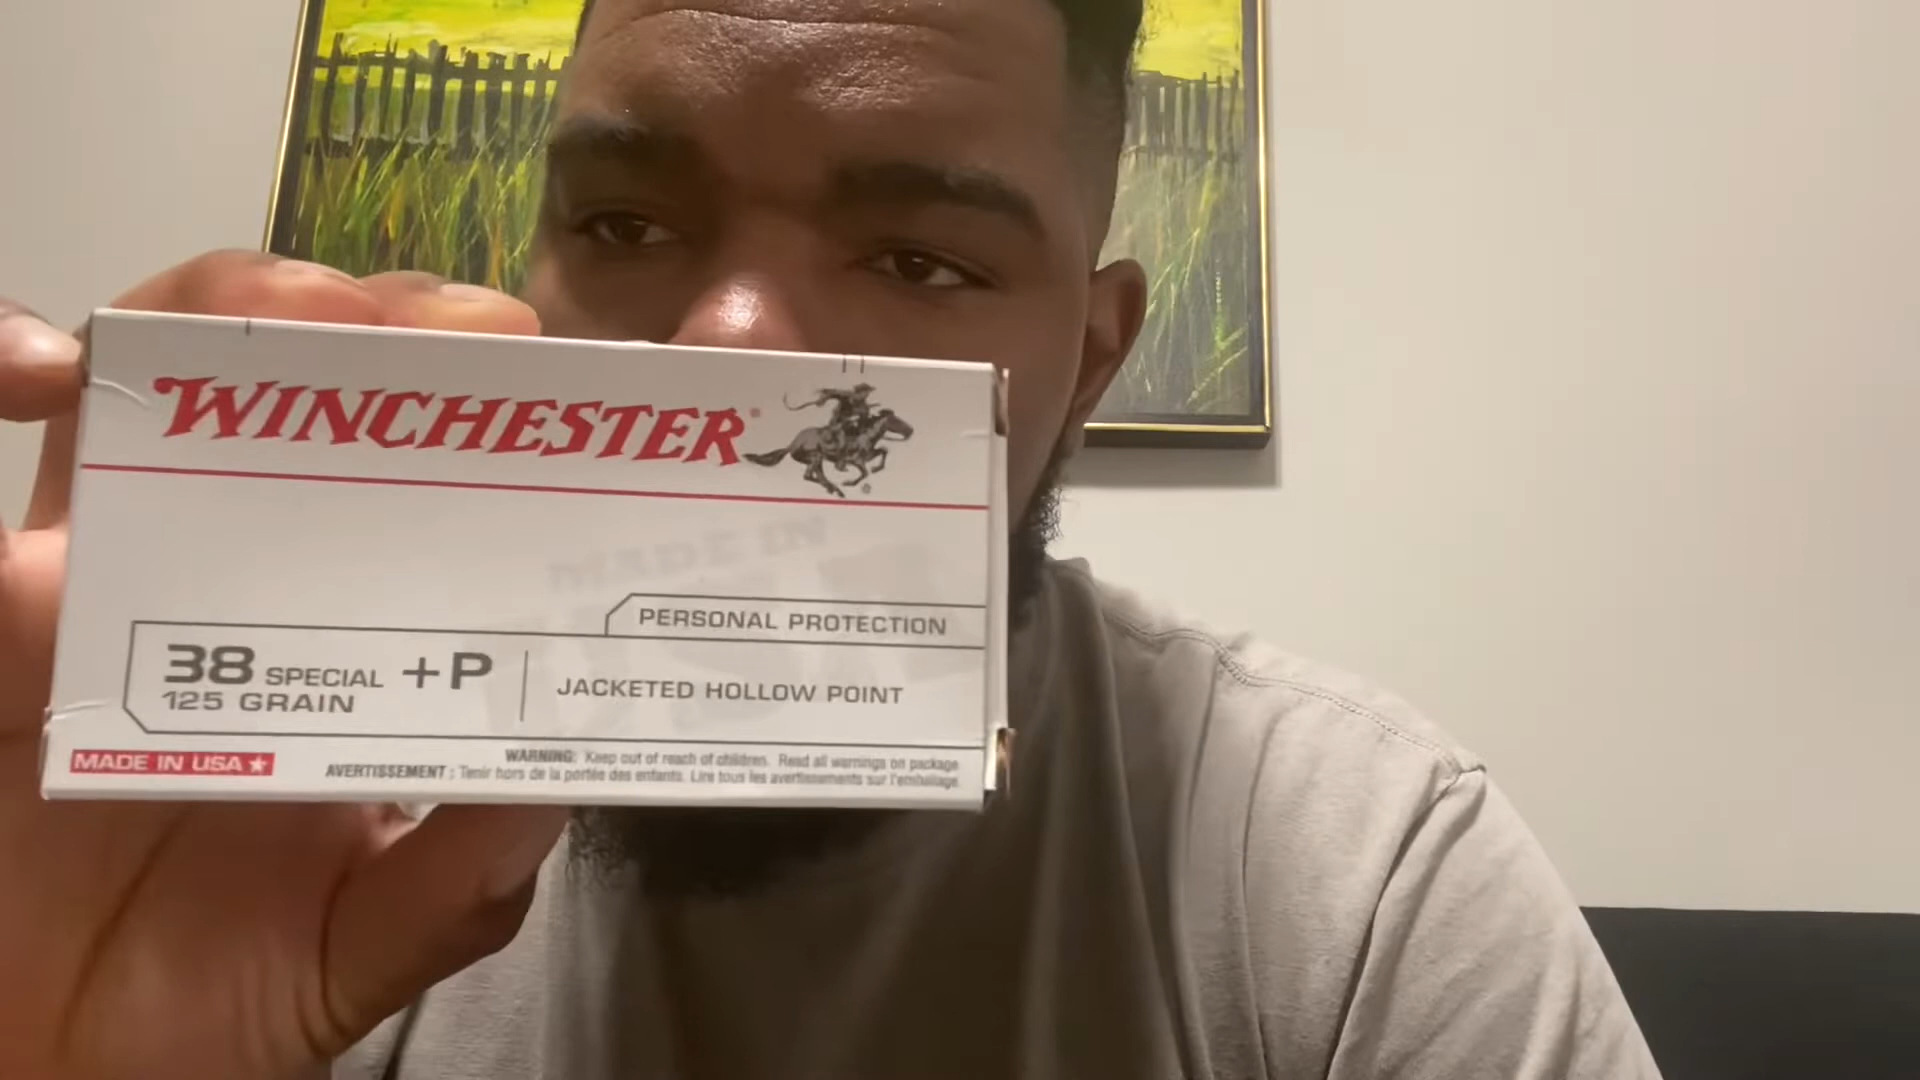 WINCHESTER®
MADE IN
PERSONAL PROTECTION
38 SPECIAL +P
125 GRAIN
JACKETED HOLLOW POINT
MADE IN USA
WARNING: Keep out of reach of children. Read all warnings on package
AVERTISSEMENT : Tenir hors de la portée des enfants. Lire tous les avertissements sur l'emballage.